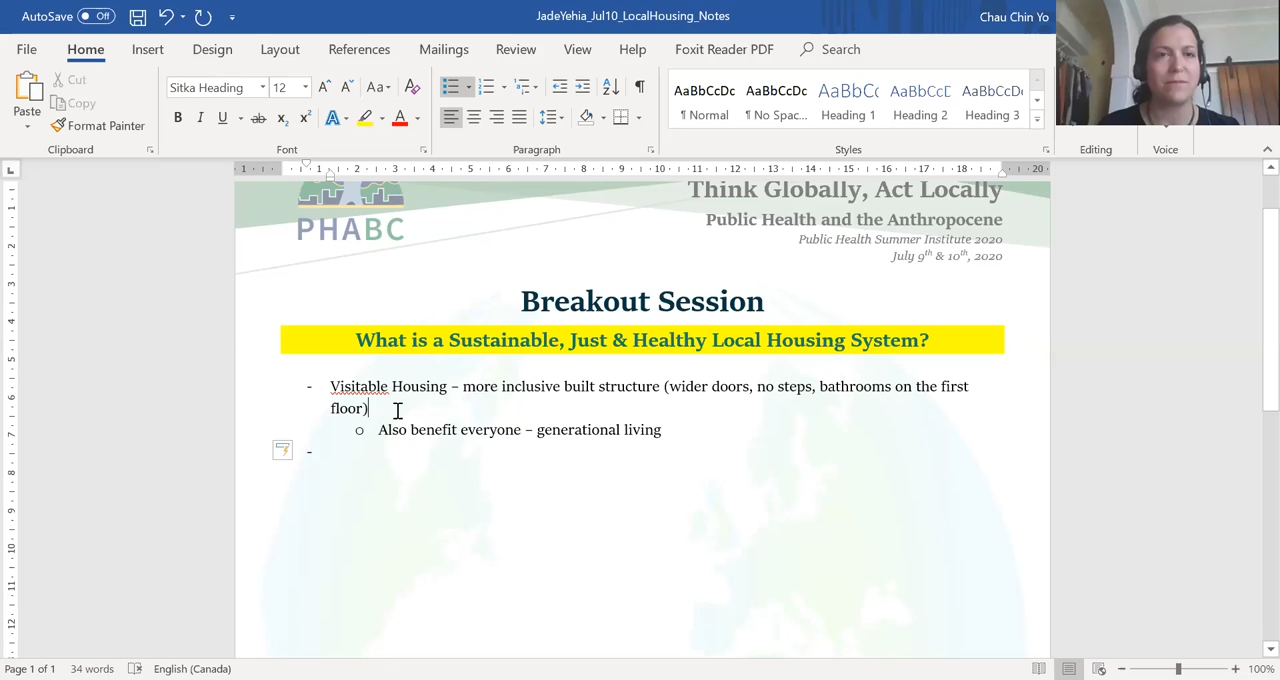 AutoSave Off JadeYehia_Jul10_LocalHousing_Notes Chau Chin Yo
File Home Insert Design Layout References Mailings Review View Help Foxit Reader PDF Search
Paste Cut Copy Format Painter
Sitka Heading 12
AaBbCcDc AaBbCcDc AaBbCc AaBbCcD AaBbCcDc
¶ Normal ¶ No Spac... Heading 1 Heading 2 Heading 3
Clipboard Font Paragraph Styles Editing Voice
PHABC
Think Globally, Act Locally
Public Health and the Anthropocene
Public Health Summer Institute 2020
July 9th & 10th, 2020
Breakout Session
What is a Sustainable, Just & Healthy Local Housing System?
- Visitable Housing – more inclusive built structure (wider doors, no steps, bathrooms on the first
floor)
o Also benefit everyone – generational living
-
Page 1 of 1 34 words English (Canada) 100%